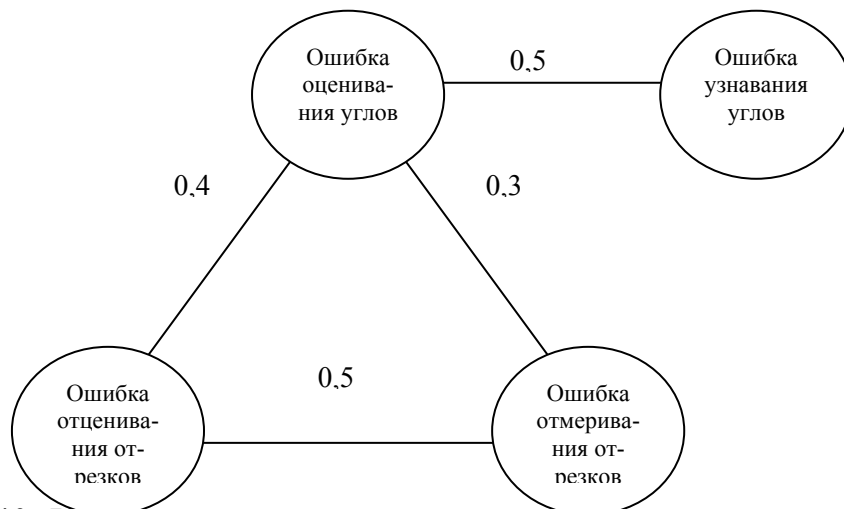 Ошибка
оценива-
ния углов
0,5
Ошибка
узнавания
углов
0,4
0,3
Ошибка
отценива-
ния от-
резков
0,5
Ошибка
отмерива-
ния от-
резков